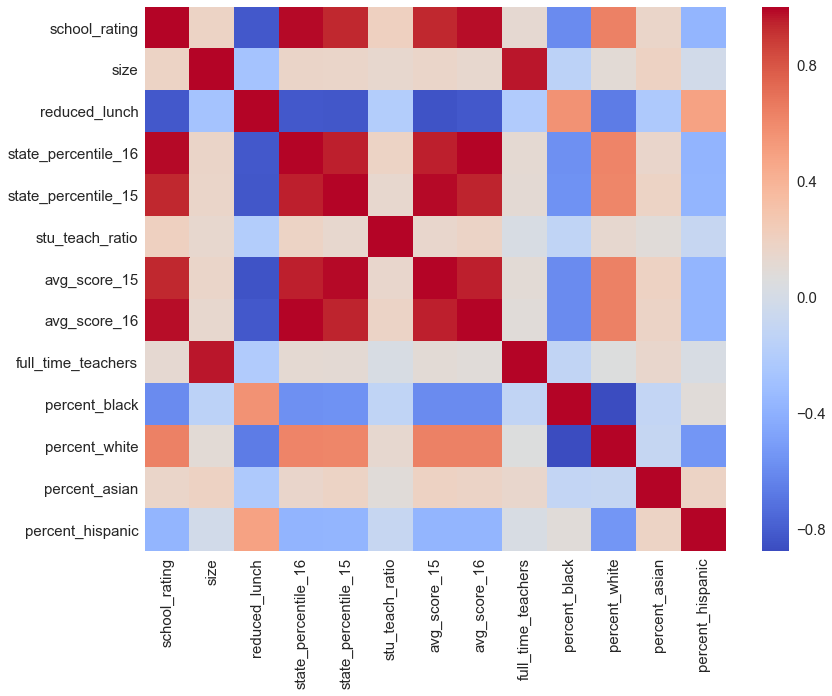 school_rating
size
reduced_lunch
state_percentile_16
state_percentile_15
stu_teach_ratio
avg_score_15
avg_score_16
full_time_teachers
percent_black
percent_white
percent_asian
percent_hispanic
school_rating
size
reduced_lunch
state_percentile_16
state_percentile_15
stu_teach_ratio
avg_score_15
avg_score_16
full_time_teachers
percent_black
percent_white
percent_asian
percent_hispanic
0.8
0.4
0.0
−0.4
−0.8